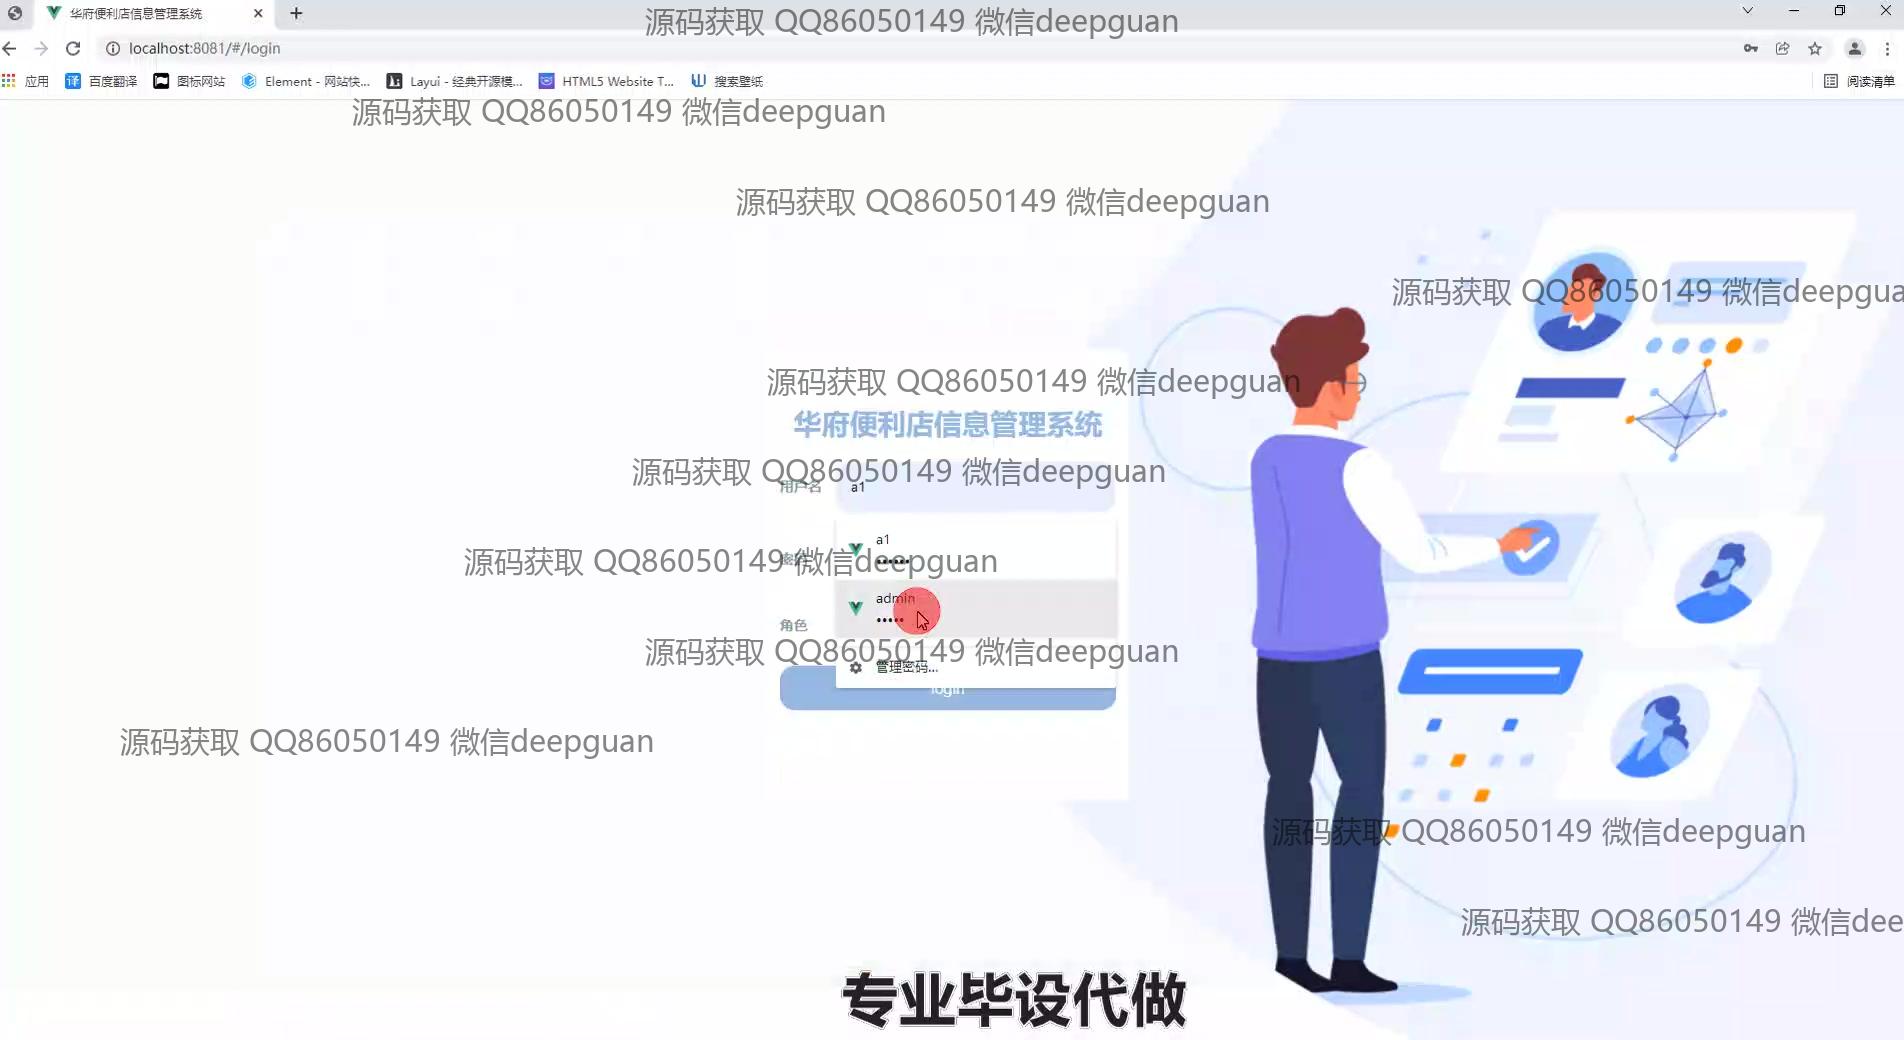 华府便利店信息管理系统
源码获取 QQ86050149 微信deepguan
localhost:8081/#/login
应用
百度翻译
图标网站
Element - 网站快...
Layui - 经典开源模...
HTML5 Website T...
搜索壁纸
阅读清单
源码获取 QQ86050149 微信deepguan
源码获取 QQ86050149 微信deepguan
源码获取 QQ86050149 微信deepgua
源码获取 QQ86050149 微信deepguan
华府便利店信息管理系统
源码获取 QQ86050149 微信deepguan
用户名
a1
a1
源码获取 QQ86050149 微信deepguan
••••••
admin
•••••
角色
源码获取 QQ86050149 微信deepguan
管理密码...
login
源码获取 QQ86050149 微信deepguan
源码获取 QQ86050149 微信deepguan
源码获取 QQ86050149 微信dee
专业毕设代做